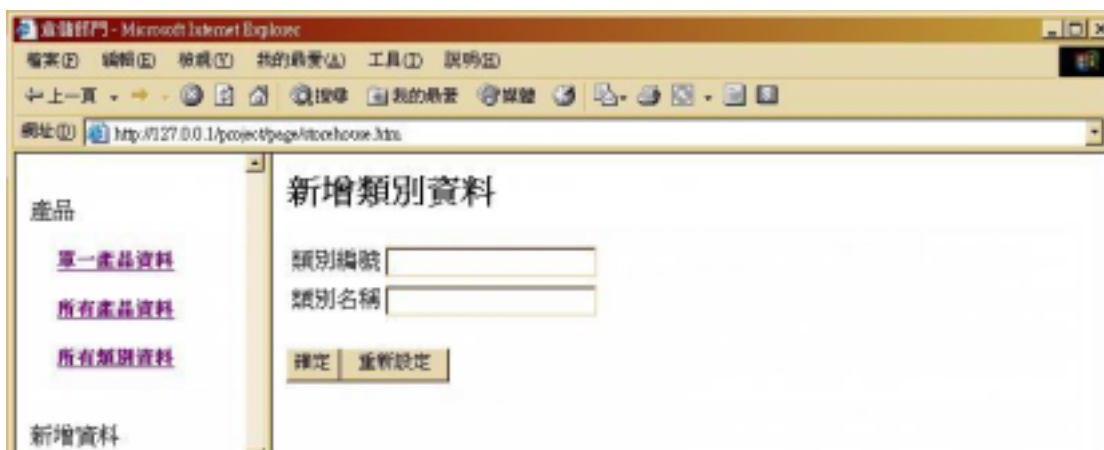 倉儲部門 - Microsoft Internet Explorer
檔案(F) 編輯(E) 檢視(V) 我的最愛(A) 工具(T) 說明(H)
上一頁 搜尋 我的最愛 媒體
網址(D) http://127.0.0.1/project/page/storehouse.htm
產品
單一產品資料
所有產品資料
所有類別資料
新增資料
新增類別資料
類別編號
類別名稱
確定 重新設定